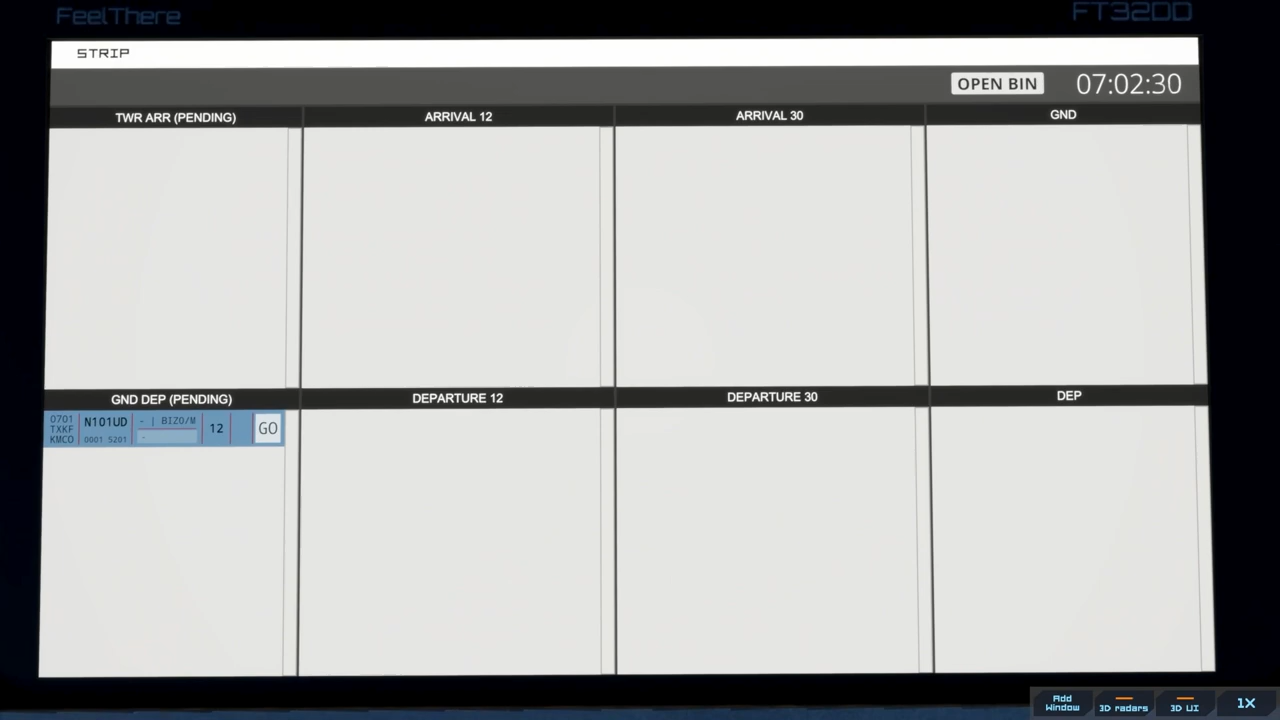 FeelThere
FT32DD
STRIP
OPEN BIN
07:02:30
TWR ARR (PENDING)
ARRIVAL 12
ARRIVAL 30
GND
GND DEP (PENDING)
DEPARTURE 12
DEPARTURE 30
DEP
0701
TXKF
KMCO
N101UD
0001 5201
- | BIZO/M
-
12
GO
Add
Window
3D radars
3D UI
1X